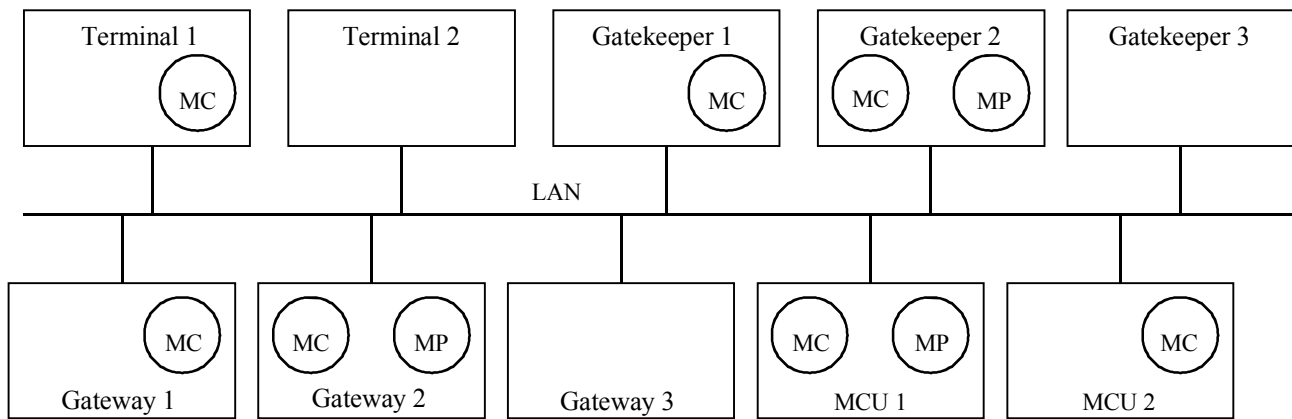 Terminal 1
Terminal 2
Gatekeeper 1
Gatekeeper 2
Gatekeeper 3
MC
MC
MC
MP
LAN
MC
MC
MP
MC
MP
MC
Gateway 1
Gateway 2
Gateway 3
MCU 1
MCU 2